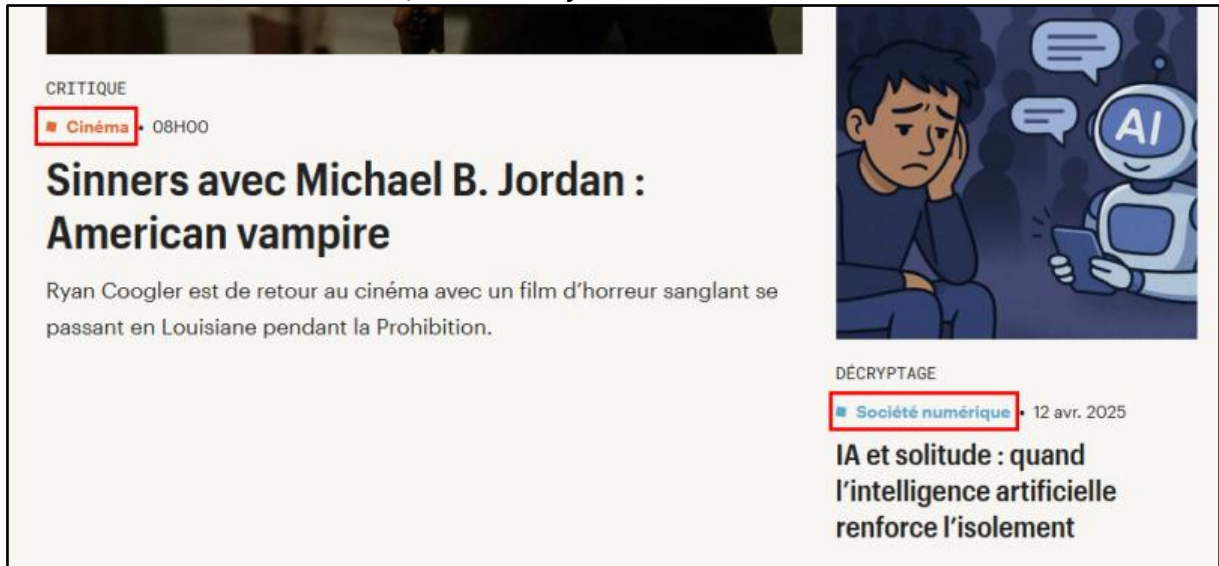 CRITIQUE
Cinéma • 08H00
Sinners avec Michael B. Jordan :
American vampire
Ryan Coogler est de retour au cinéma avec un film d’horreur sanglant se
passant en Louisiane pendant la Prohibition.
AI
DÉCRYPTAGE
Société numérique • 12 avr. 2025
IA et solitude : quand
l’intelligence artificielle
renforce l’isolement